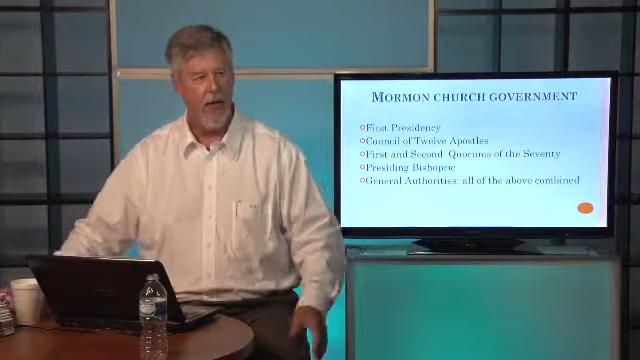 MORMON CHURCH GOVERNMENT
First Presidency
Council of Twelve Apostles
First and Second Quorums of the Seventy
Presiding Bishopric
General Authorities: all of the above combined